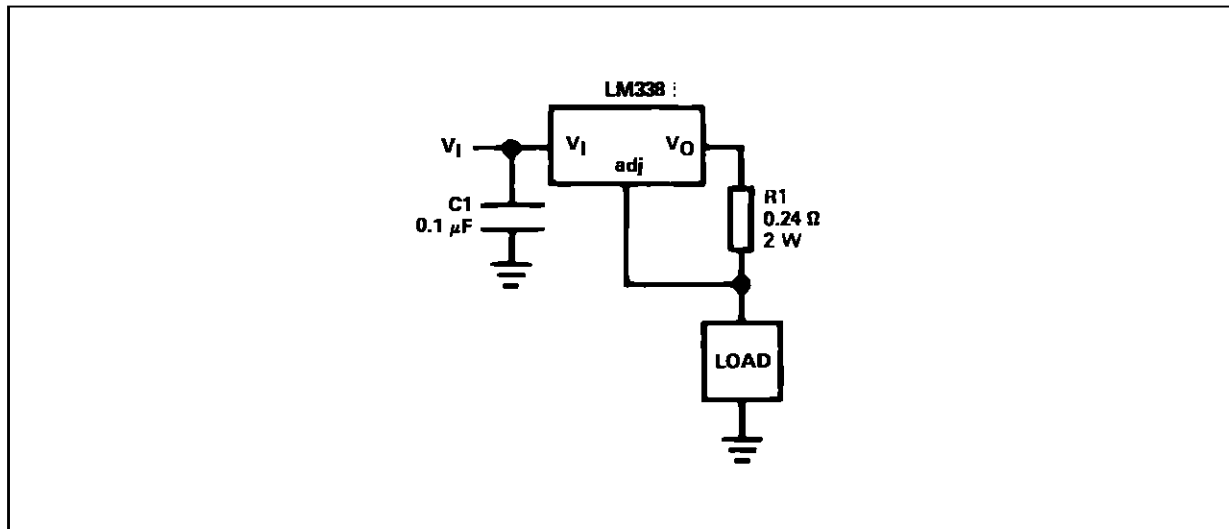 LM338
VI
VI
VO
adj
C1
0.1 μF
R1
0.24 Ω
2 W
LOAD